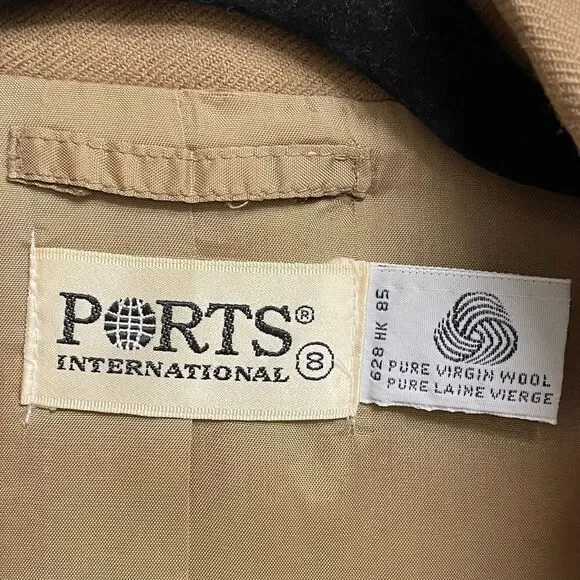 PORTS®
INTERNATIONAL 8
628 HK 85
PURE VIRGIN WOOL
PURE LAINE VIERGE